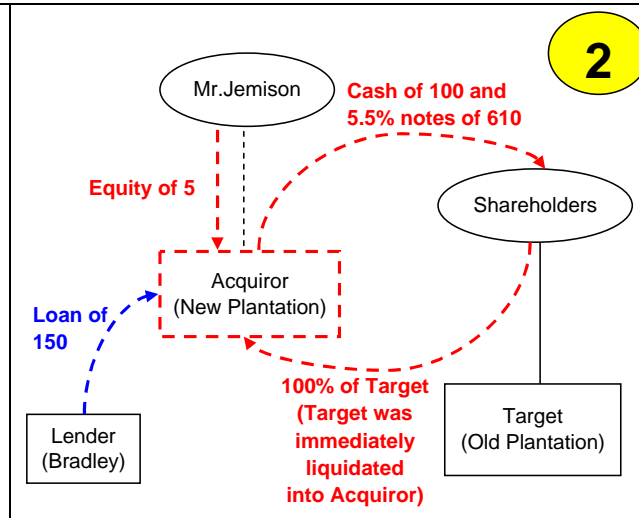 2
Mr.Jemison
Cash of 100 and
5.5% notes of 610
Equity of 5
Shareholders
Acquiror
(New Plantation)
Loan of
150
100% of Target
(Target was
immediately
liquidated
into Acquiror)
Target
(Old Plantation)
Lender
(Bradley)